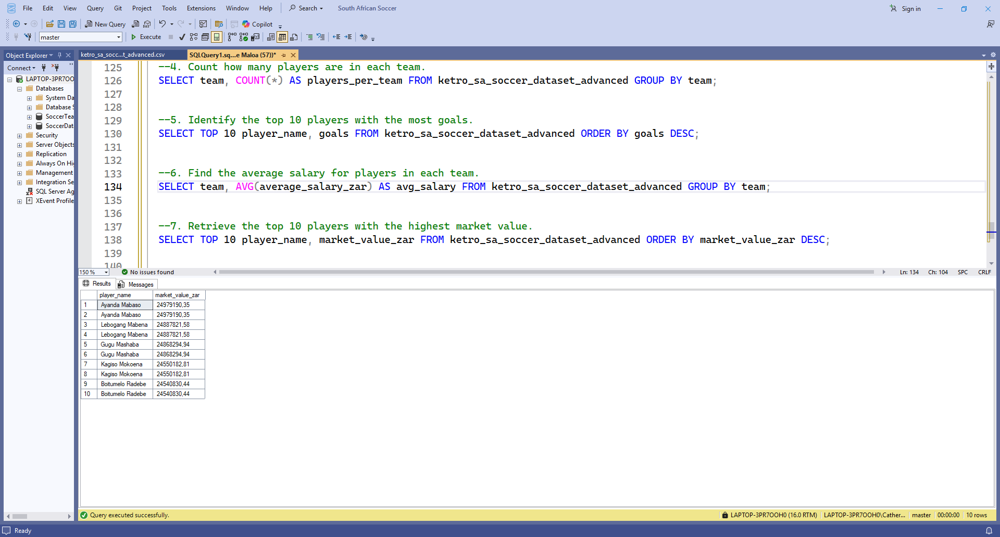 File Edit View Query Git Project Tools Extensions Window Help Search South African Soccer Sign in
New Query DAX Copilot
master Execute
Object Explorer ketro_sa_socc...t_advanced.csv SQLQuery1.sq...e Maloa (57))*
Connect
LAPTOP-3PR7OO
Databases
System Da
Database S
SoccerTea
SoccerDat
Security
Server Objects
Replication
Always On Hi
Management
Integration Se
SQL Server Ag
XEvent Profile
125 --4. Count how many players are in each team.
126 SELECT team, COUNT(*) AS players_per_team FROM ketro_sa_soccer_dataset_advanced GROUP BY team;
127
128
129 --5. Identify the top 10 players with the most goals.
130 SELECT TOP 10 player_name, goals FROM ketro_sa_soccer_dataset_advanced ORDER BY goals DESC;
131
132
133 --6. Find the average salary for players in each team.
134 SELECT team, AVG(average_salary_zar) AS avg_salary FROM ketro_sa_soccer_dataset_advanced GROUP BY team;
135
136
137 --7. Retrieve the top 10 players with the highest market value.
138 SELECT TOP 10 player_name, market_value_zar FROM ketro_sa_soccer_dataset_advanced ORDER BY market_value_zar DESC;
139
140
150 % No issues found Ln: 134 Ch: 104 SPC CRLF
Results Messages
player_name market_value_zar
1 Ayanda Mabaso 24979190,35
2 Ayanda Mabaso 24979190,35
3 Lebogang Mabena 24887821,58
4 Lebogang Mabena 24887821,58
5 Gugu Mashaba 24868294,94
6 Gugu Mashaba 24868294,94
7 Kagiso Mokoena 24550182,81
8 Kagiso Mokoena 24550182,81
9 Boitumelo Radebe 24540830,44
10 Boitumelo Radebe 24540830,44
Query executed successfully. LAPTOP-3PR7OOH0 (16.0 RTM) LAPTOP-3PR7OOH0\Cather... master 00:00:00 10 rows
Ready